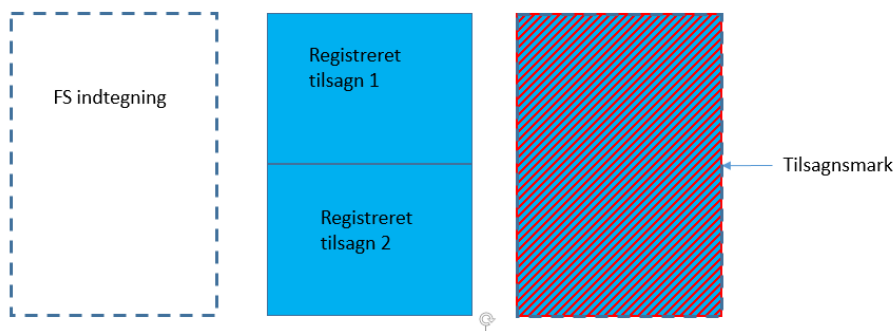 FS indtegning
Registreret
tilsagn 1
Registreret
tilsagn 2
Tilsagnsmark